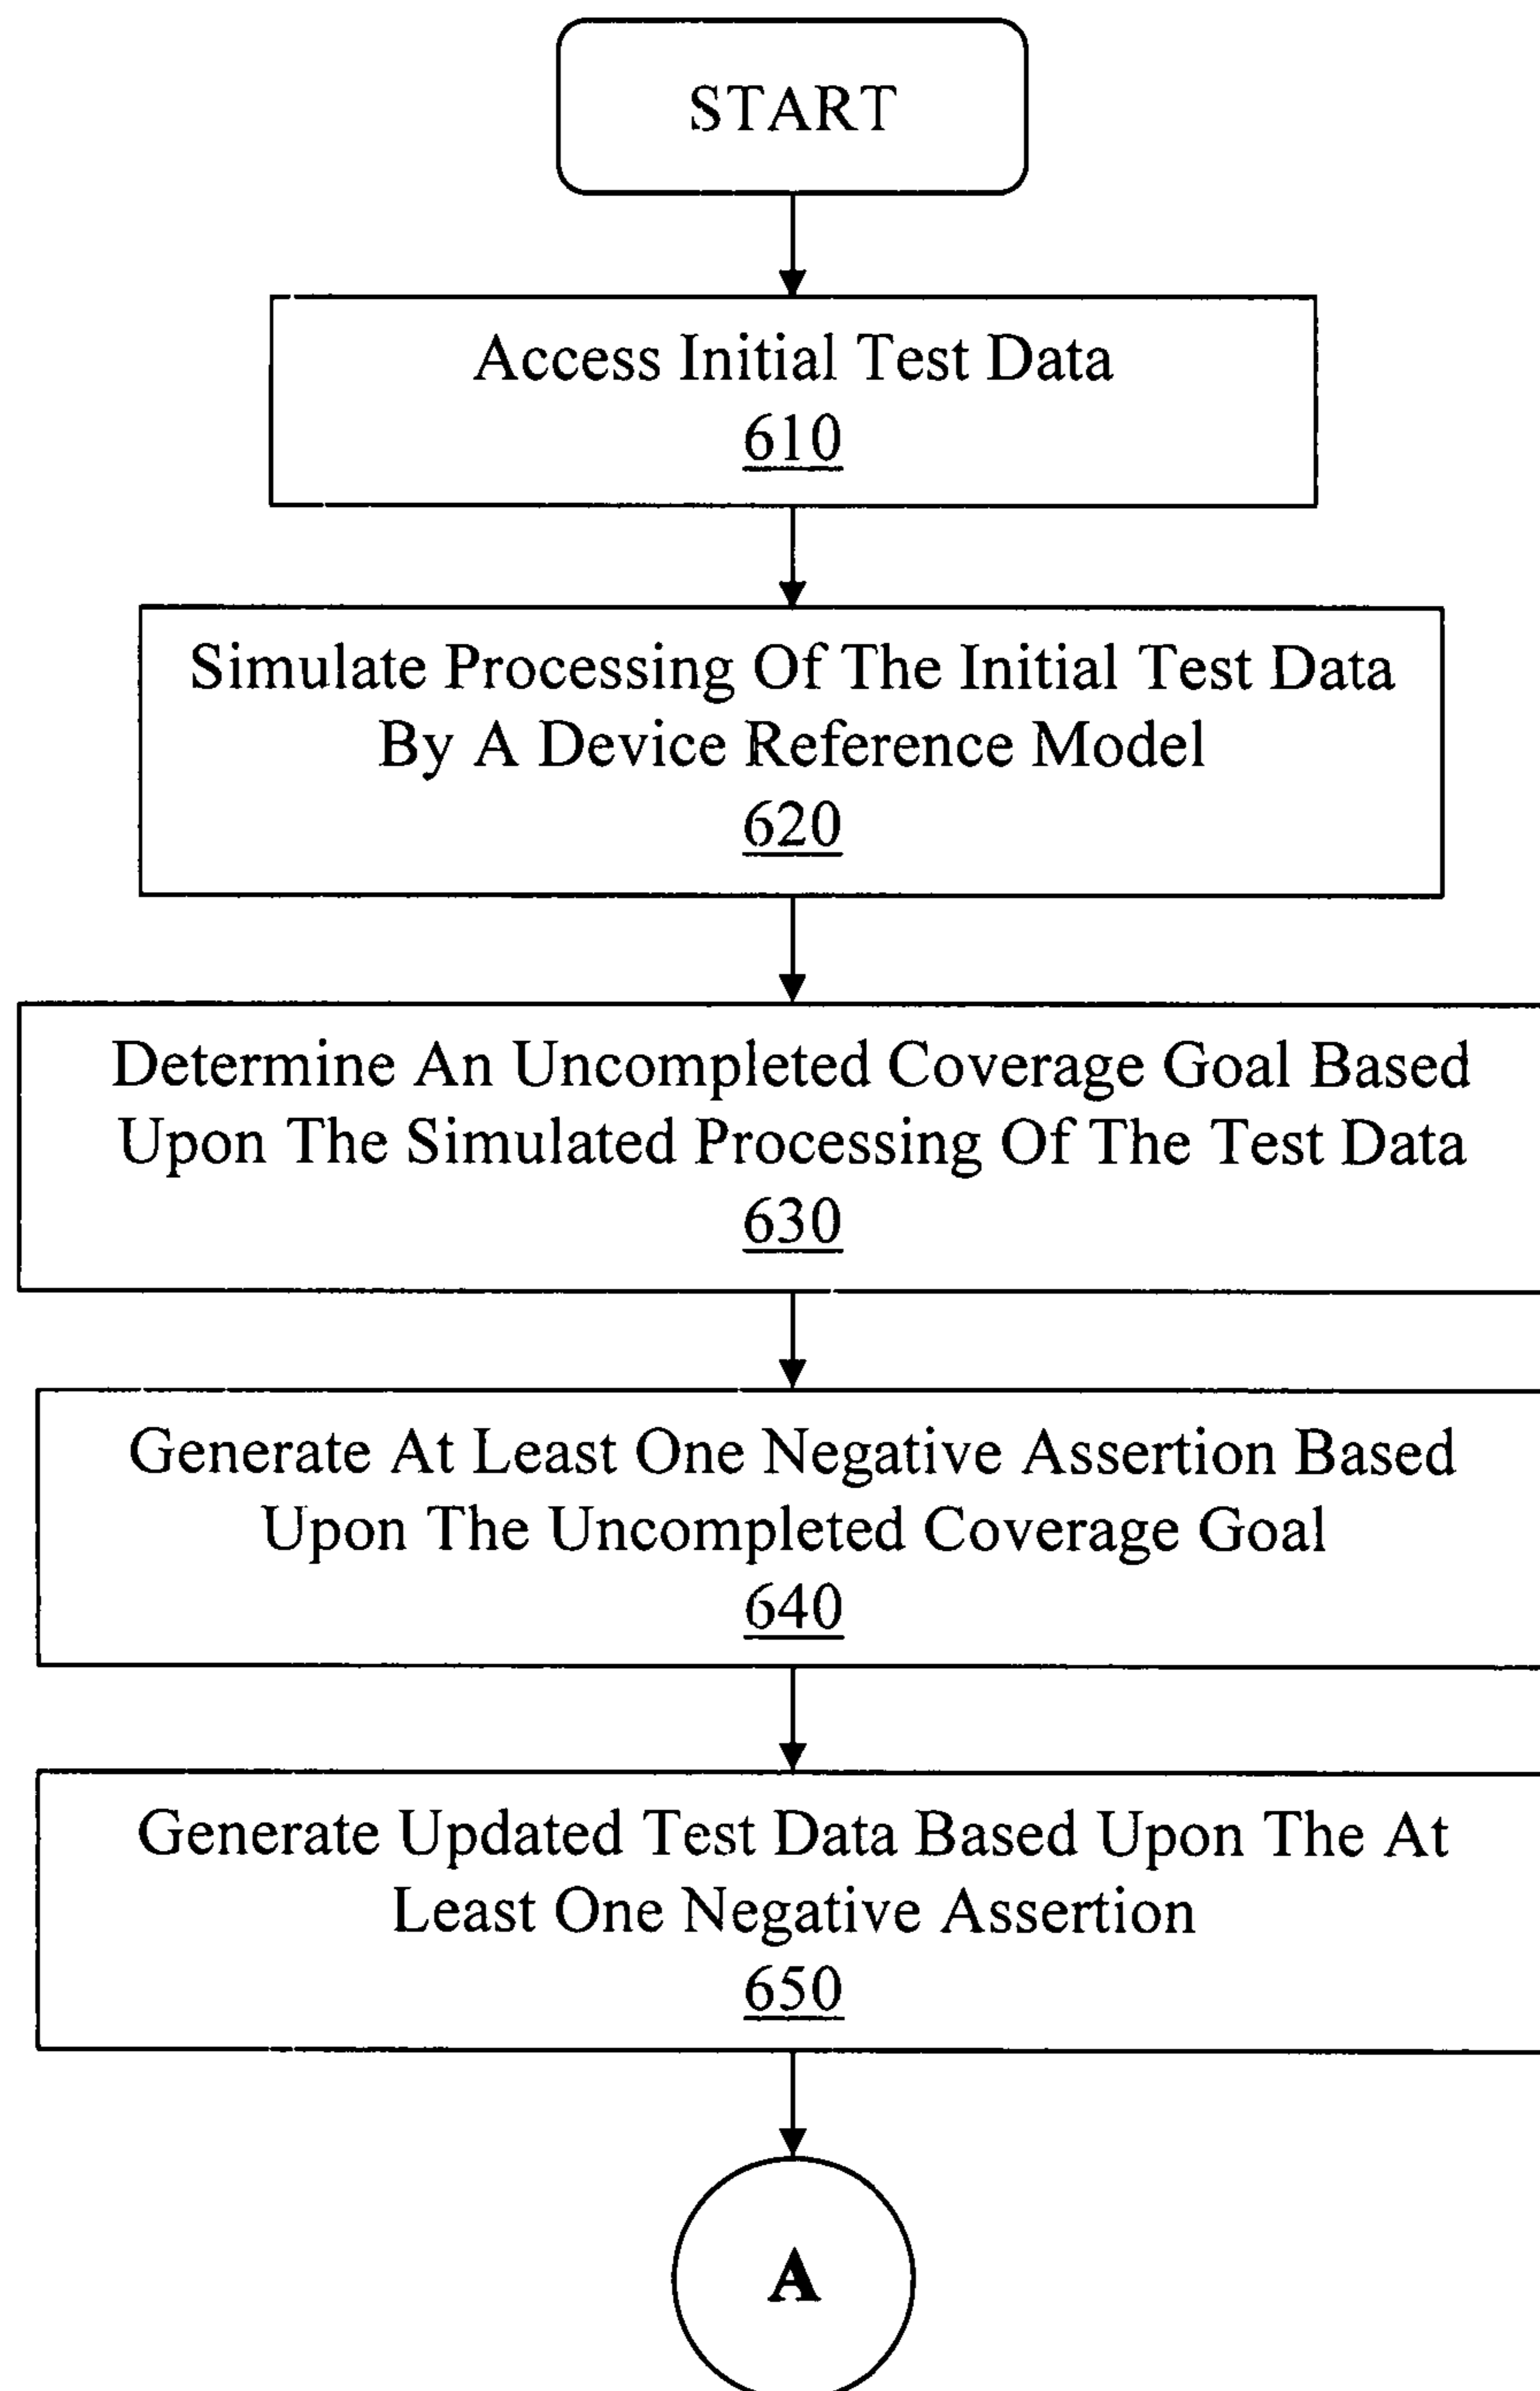 START
Access Initial Test Data
610
Simulate Processing Of The Initial Test Data
By A Device Reference Model
620
Determine An Uncompleted Coverage Goal Based
Upon The Simulated Processing Of The Test Data
630
Generate At Least One Negative Assertion Based
Upon The Uncompleted Coverage Goal
640
Generate Updated Test Data Based Upon The At
Least One Negative Assertion
650
A